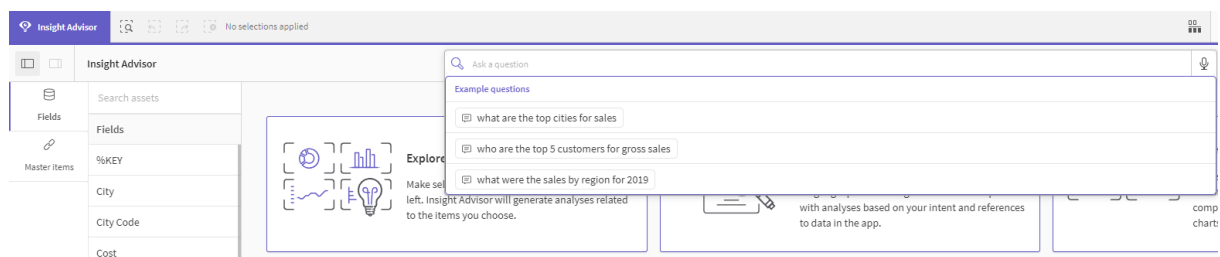 Insight Advisor
No selections applied
Insight Advisor
Ask a question
Example questions
what are the top cities for sales
who are the top 5 customers for gross sales
what were the sales by region for 2019
Fields
Master items
Search assets
Fields
%KEY
City
City Code
Cost
Explore
Make sel
left. Insight Advisor will generate analyses related
to the items you choose.
with analyses based on your intent and references
to data in the app.
comp
charts